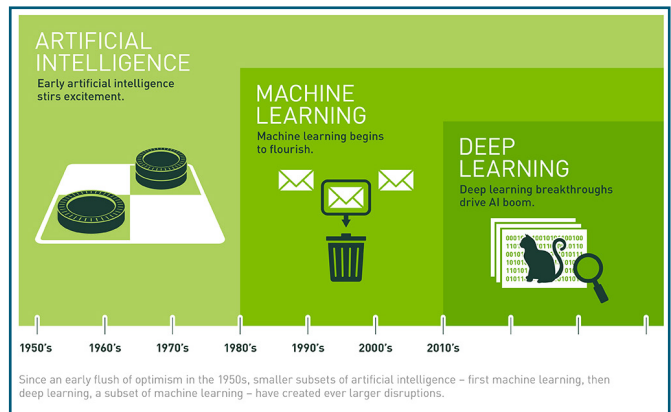 ARTIFICIAL
INTELLIGENCE
Early artificial intelligence
stirs excitement.
MACHINE
LEARNING
Machine learning begins
to flourish.
DEEP
LEARNING
Deep learning breakthroughs
drive AI boom.
1950's
1960's
1970's
1980's
1990's
2000's
2010's
Since an early flush of optimism in the 1950s, smaller subsets of artificial intelligence – first machine learning, then
deep learning, a subset of machine learning – have created ever larger disruptions.